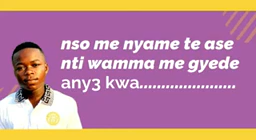 nso me nyame te ase
nti wamma me gyede
any3 kwa......................